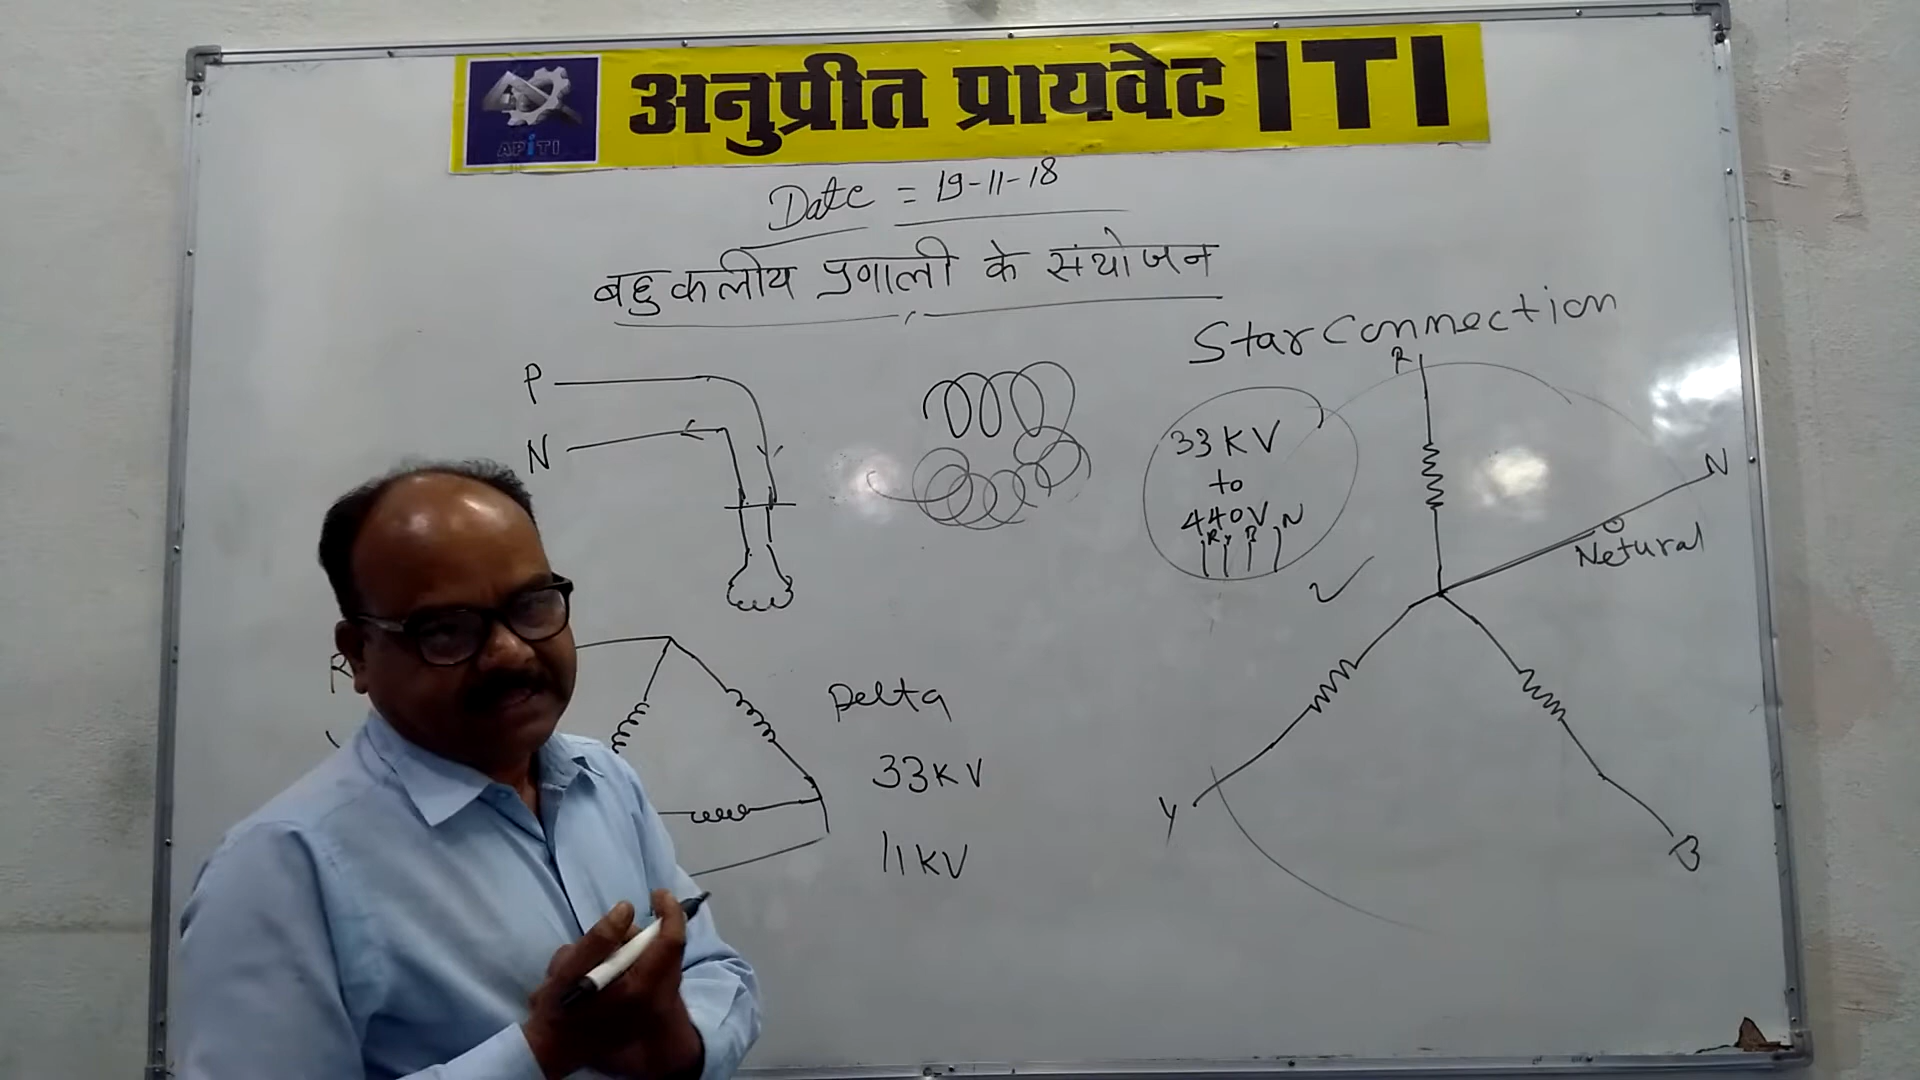 अनुप्रीत प्रायवेट ITI
APiTI
Date = 19-11-18
बहुकलीय प्रणाली के संयोजन
Star Connection
P
N
33 KV
to
440V N
R Y B
R
N
Netural
Y
B
R
Delta
33KV
11KV